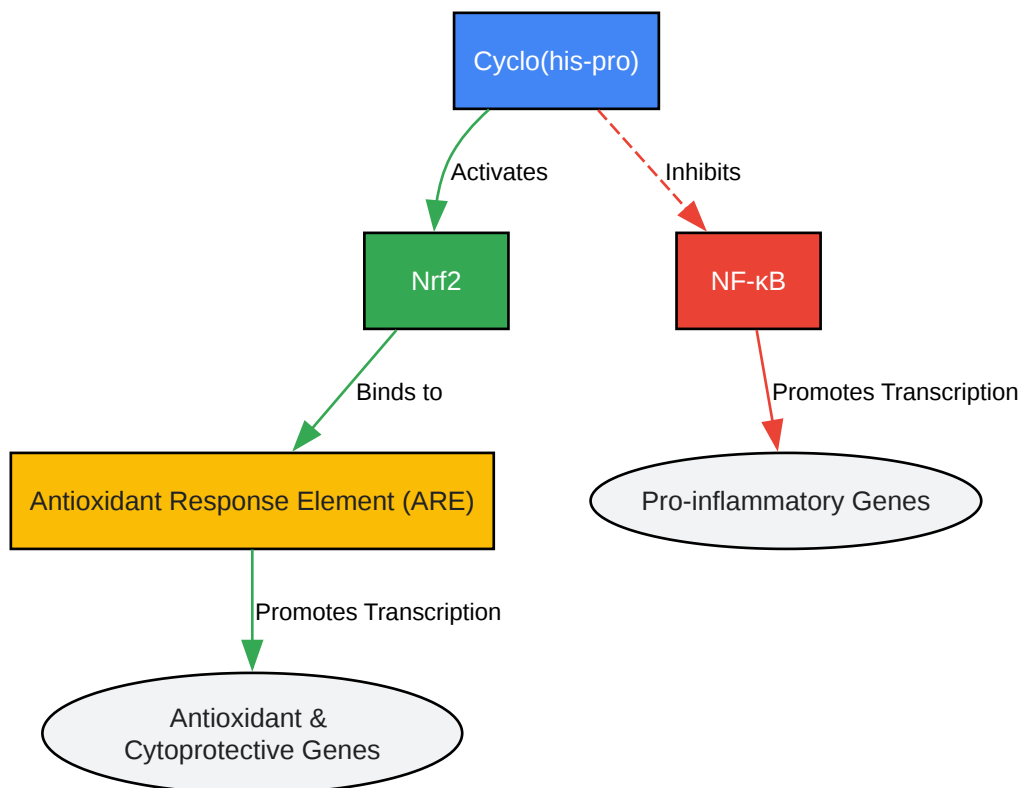 Cyclo(his-pro)
Activates
Inhibits
Nrf2
NF-κB
Binds to
Promotes Transcription
Antioxidant Response Element (ARE)
Pro-inflammatory Genes
Promotes Transcription
Antioxidant &
Cytoprotective Genes